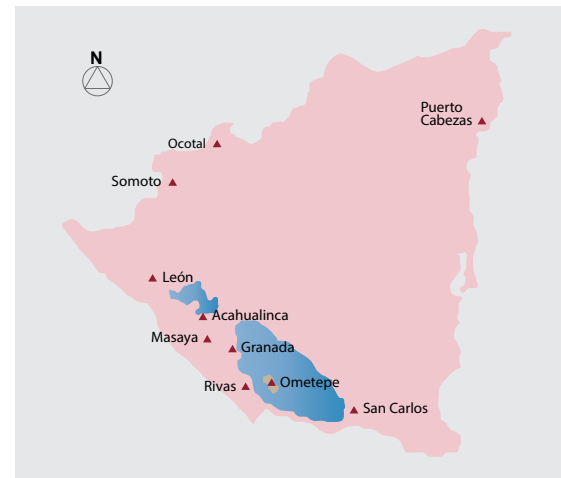 N
Puerto
Cabezas
Ocotal
Somoto
León
Acahualinca
Masaya
Granada
Rivas
Ometepe
San Carlos